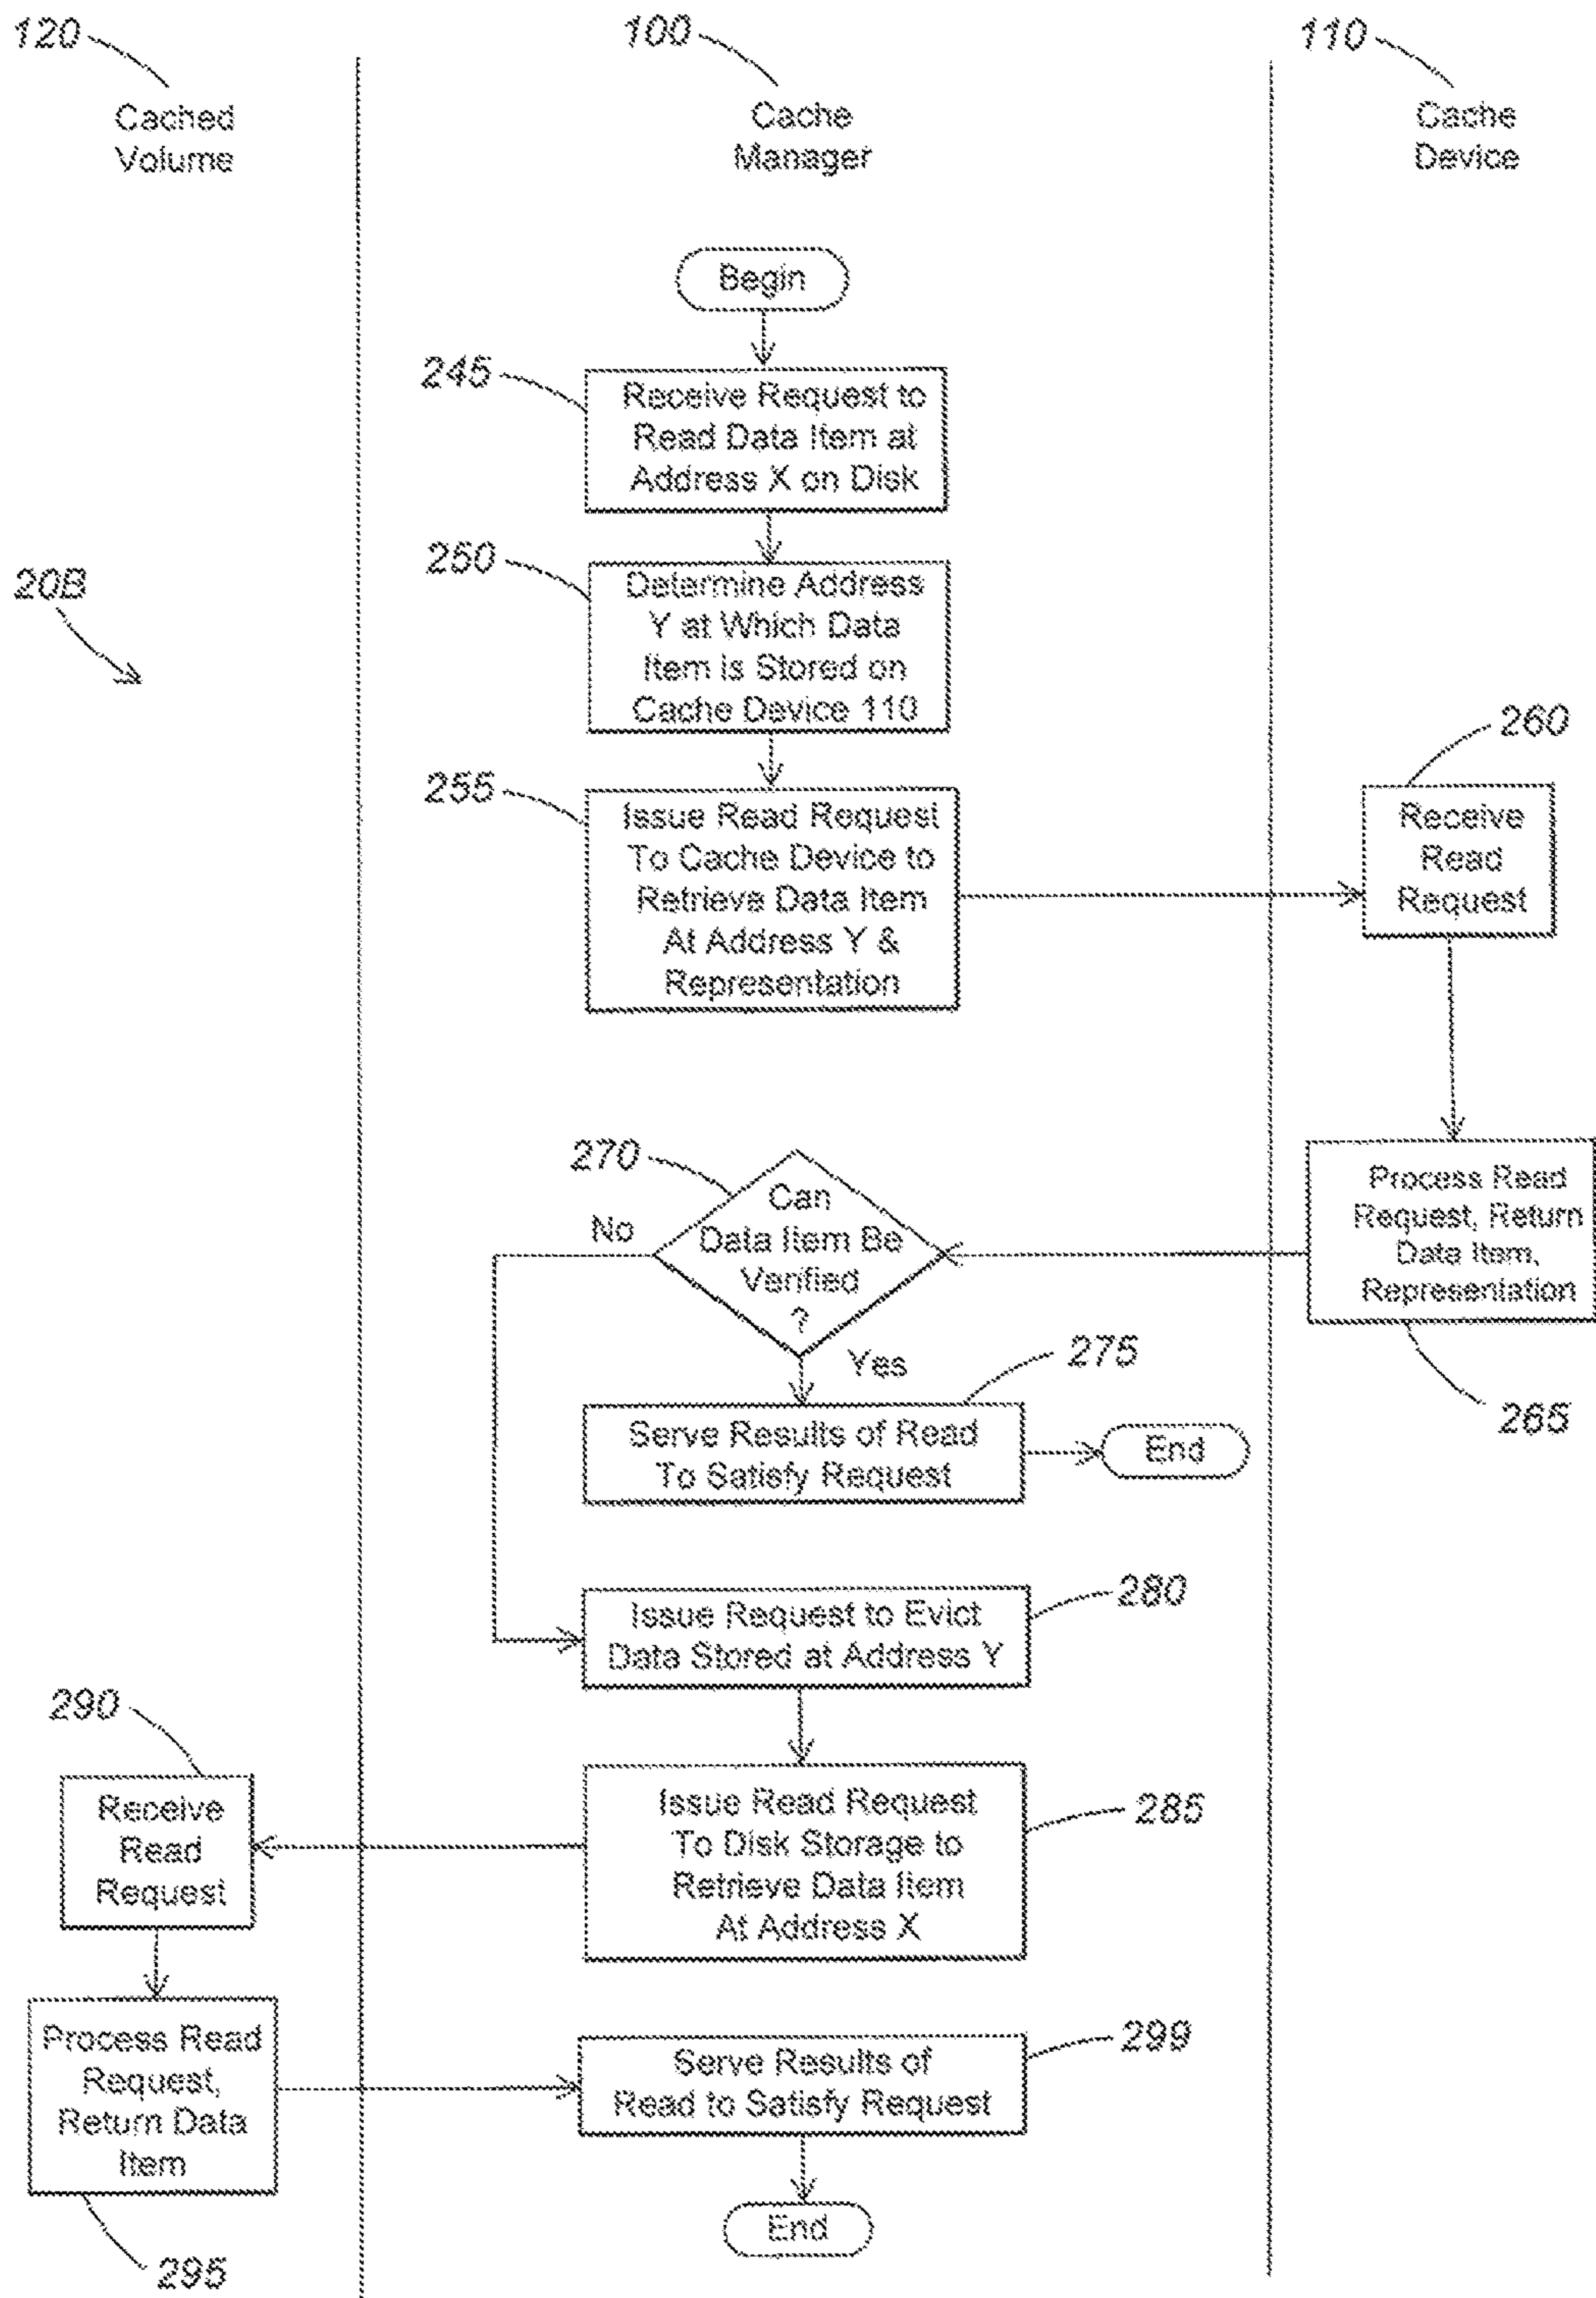 120
100
110
Cached
Volume
Cache
Manager
Cache
Device
Begin
245
Receive Request to
Read Data Item at
Address X on Disk
250
20B
Determine Address
Y at Which Data
Item is Stored on
Cache Device 110
255
Issue Read Request
To Cache Device to
Retrieve Data Item
At Address Y &
Representation
260
Receive
Read
Request
270
Can
Data Item Be
Verified
?
No
Yes
Process Read
Request, Return
Data Item,
Representation
265
275
Serve Results of Read
To Satisfy Request
End
280
Issue Request to Evict
Data Stored at Address Y
290
Receive
Read
Request
285
Issue Read Request
To Disk Storage to
Retrieve Data Item
At Address X
Process Read
Request,
Return Data
Item
295
299
Serve Results of
Read to Satisfy Request
End